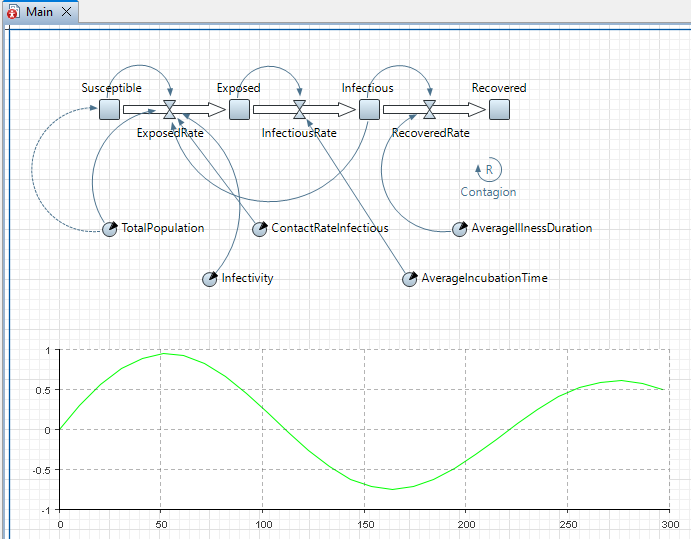 Main
Susceptible
Exposed
Infectious
Recovered
ExposedRate
InfectiousRate
RecoveredRate
R
Contagion
TotalPopulation
ContactRateInfectious
AverageIllnessDuration
Infectivity
AverageIncubationTime
1
0.5
0
-0.5
-1
0
50
100
150
200
250
300